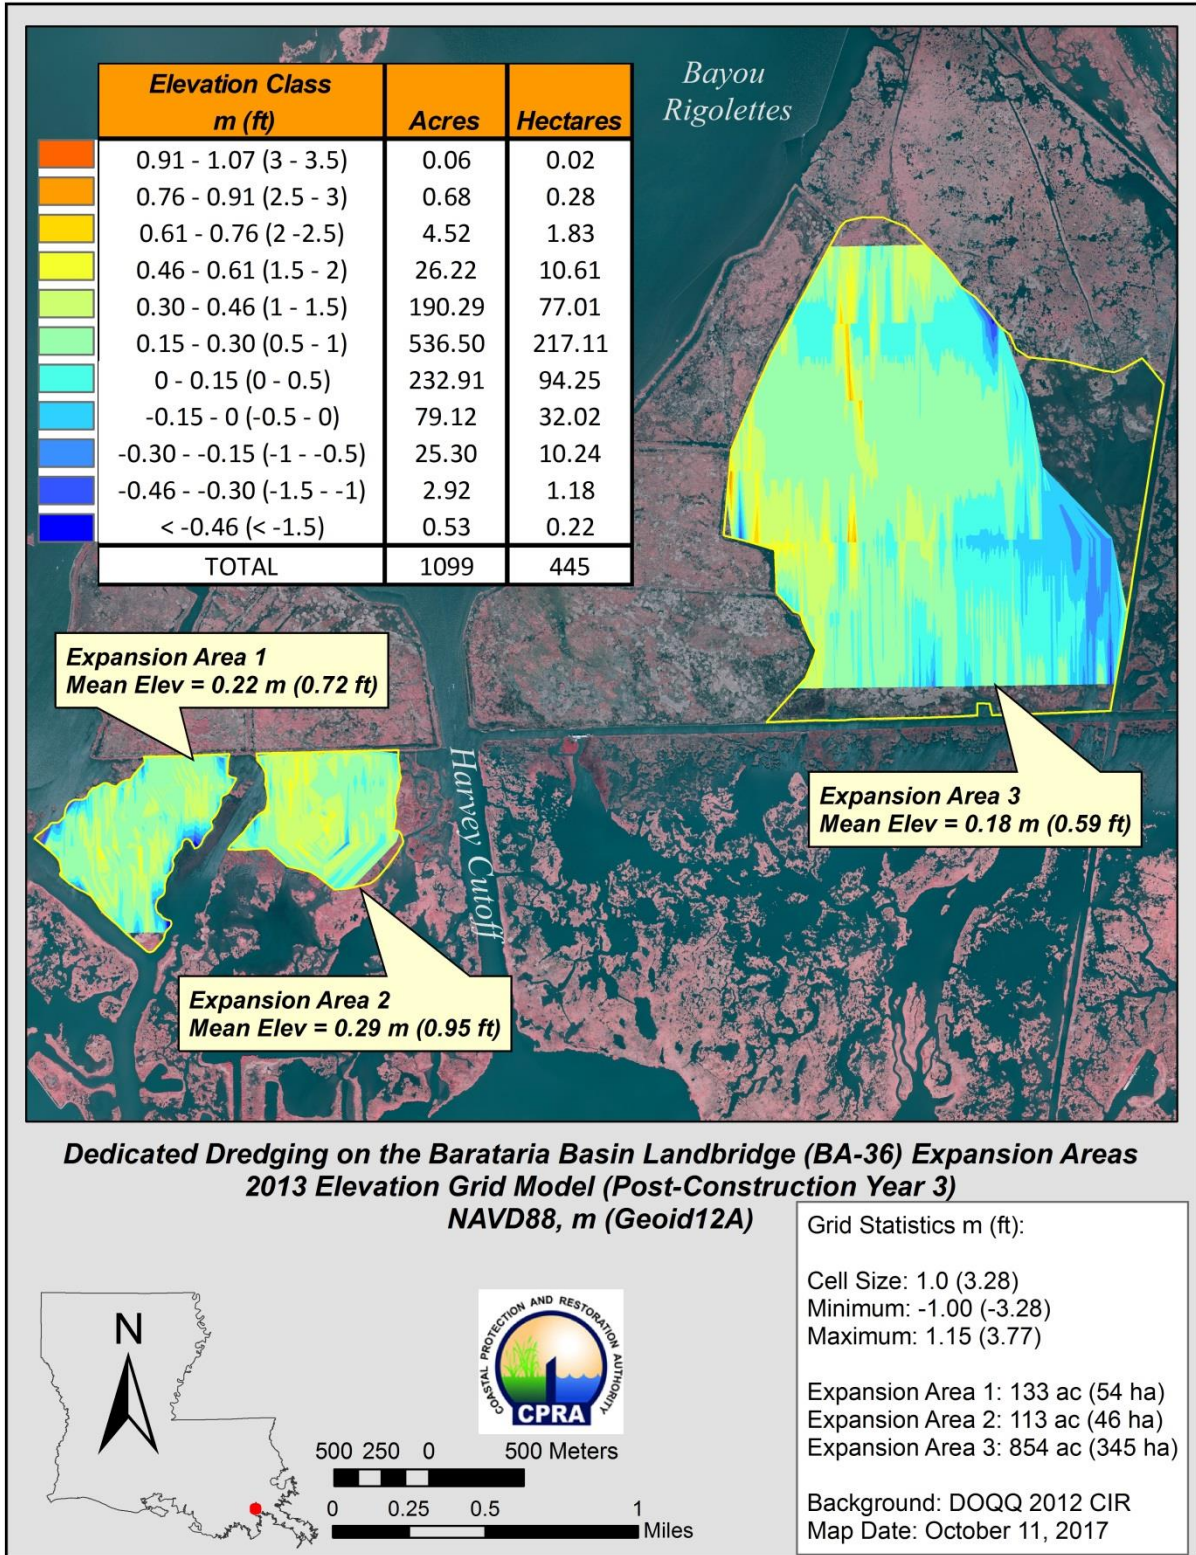 Bayou
Rigolettes
Elevation Class
m (ft) Acres Hectares
0.91 - 1.07 (3 - 3.5) 0.06 0.02
0.76 - 0.91 (2.5 - 3) 0.68 0.28
0.61 - 0.76 (2 -2.5) 4.52 1.83
0.46 - 0.61 (1.5 - 2) 26.22 10.61
0.30 - 0.46 (1 - 1.5) 190.29 77.01
0.15 - 0.30 (0.5 - 1) 536.50 217.11
0 - 0.15 (0 - 0.5) 232.91 94.25
-0.15 - 0 (-0.5 - 0) 79.12 32.02
-0.30 - -0.15 (-1 - -0.5) 25.30 10.24
-0.46 - -0.30 (-1.5 - -1) 2.92 1.18
< -0.46 (< -1.5) 0.53 0.22
TOTAL 1099 445
Expansion Area 1
Mean Elev = 0.22 m (0.72 ft)
Harvey Cutoff
Expansion Area 3
Mean Elev = 0.18 m (0.59 ft)
Expansion Area 2
Mean Elev = 0.29 m (0.95 ft)
Dedicated Dredging on the Barataria Basin Landbridge (BA-36) Expansion Areas
2013 Elevation Grid Model (Post-Construction Year 3)
NAVD88, m (Geoid12A)
N
COASTAL PROTECTION AND RESTORATION AUTHORITY
CPRA
500 250 0 500 Meters
0 0.25 0.5 1
Miles
Grid Statistics m (ft):
Cell Size: 1.0 (3.28)
Minimum: -1.00 (-3.28)
Maximum: 1.15 (3.77)
Expansion Area 1: 133 ac (54 ha)
Expansion Area 2: 113 ac (46 ha)
Expansion Area 3: 854 ac (345 ha)
Background: DOQQ 2012 CIR
Map Date: October 11, 2017